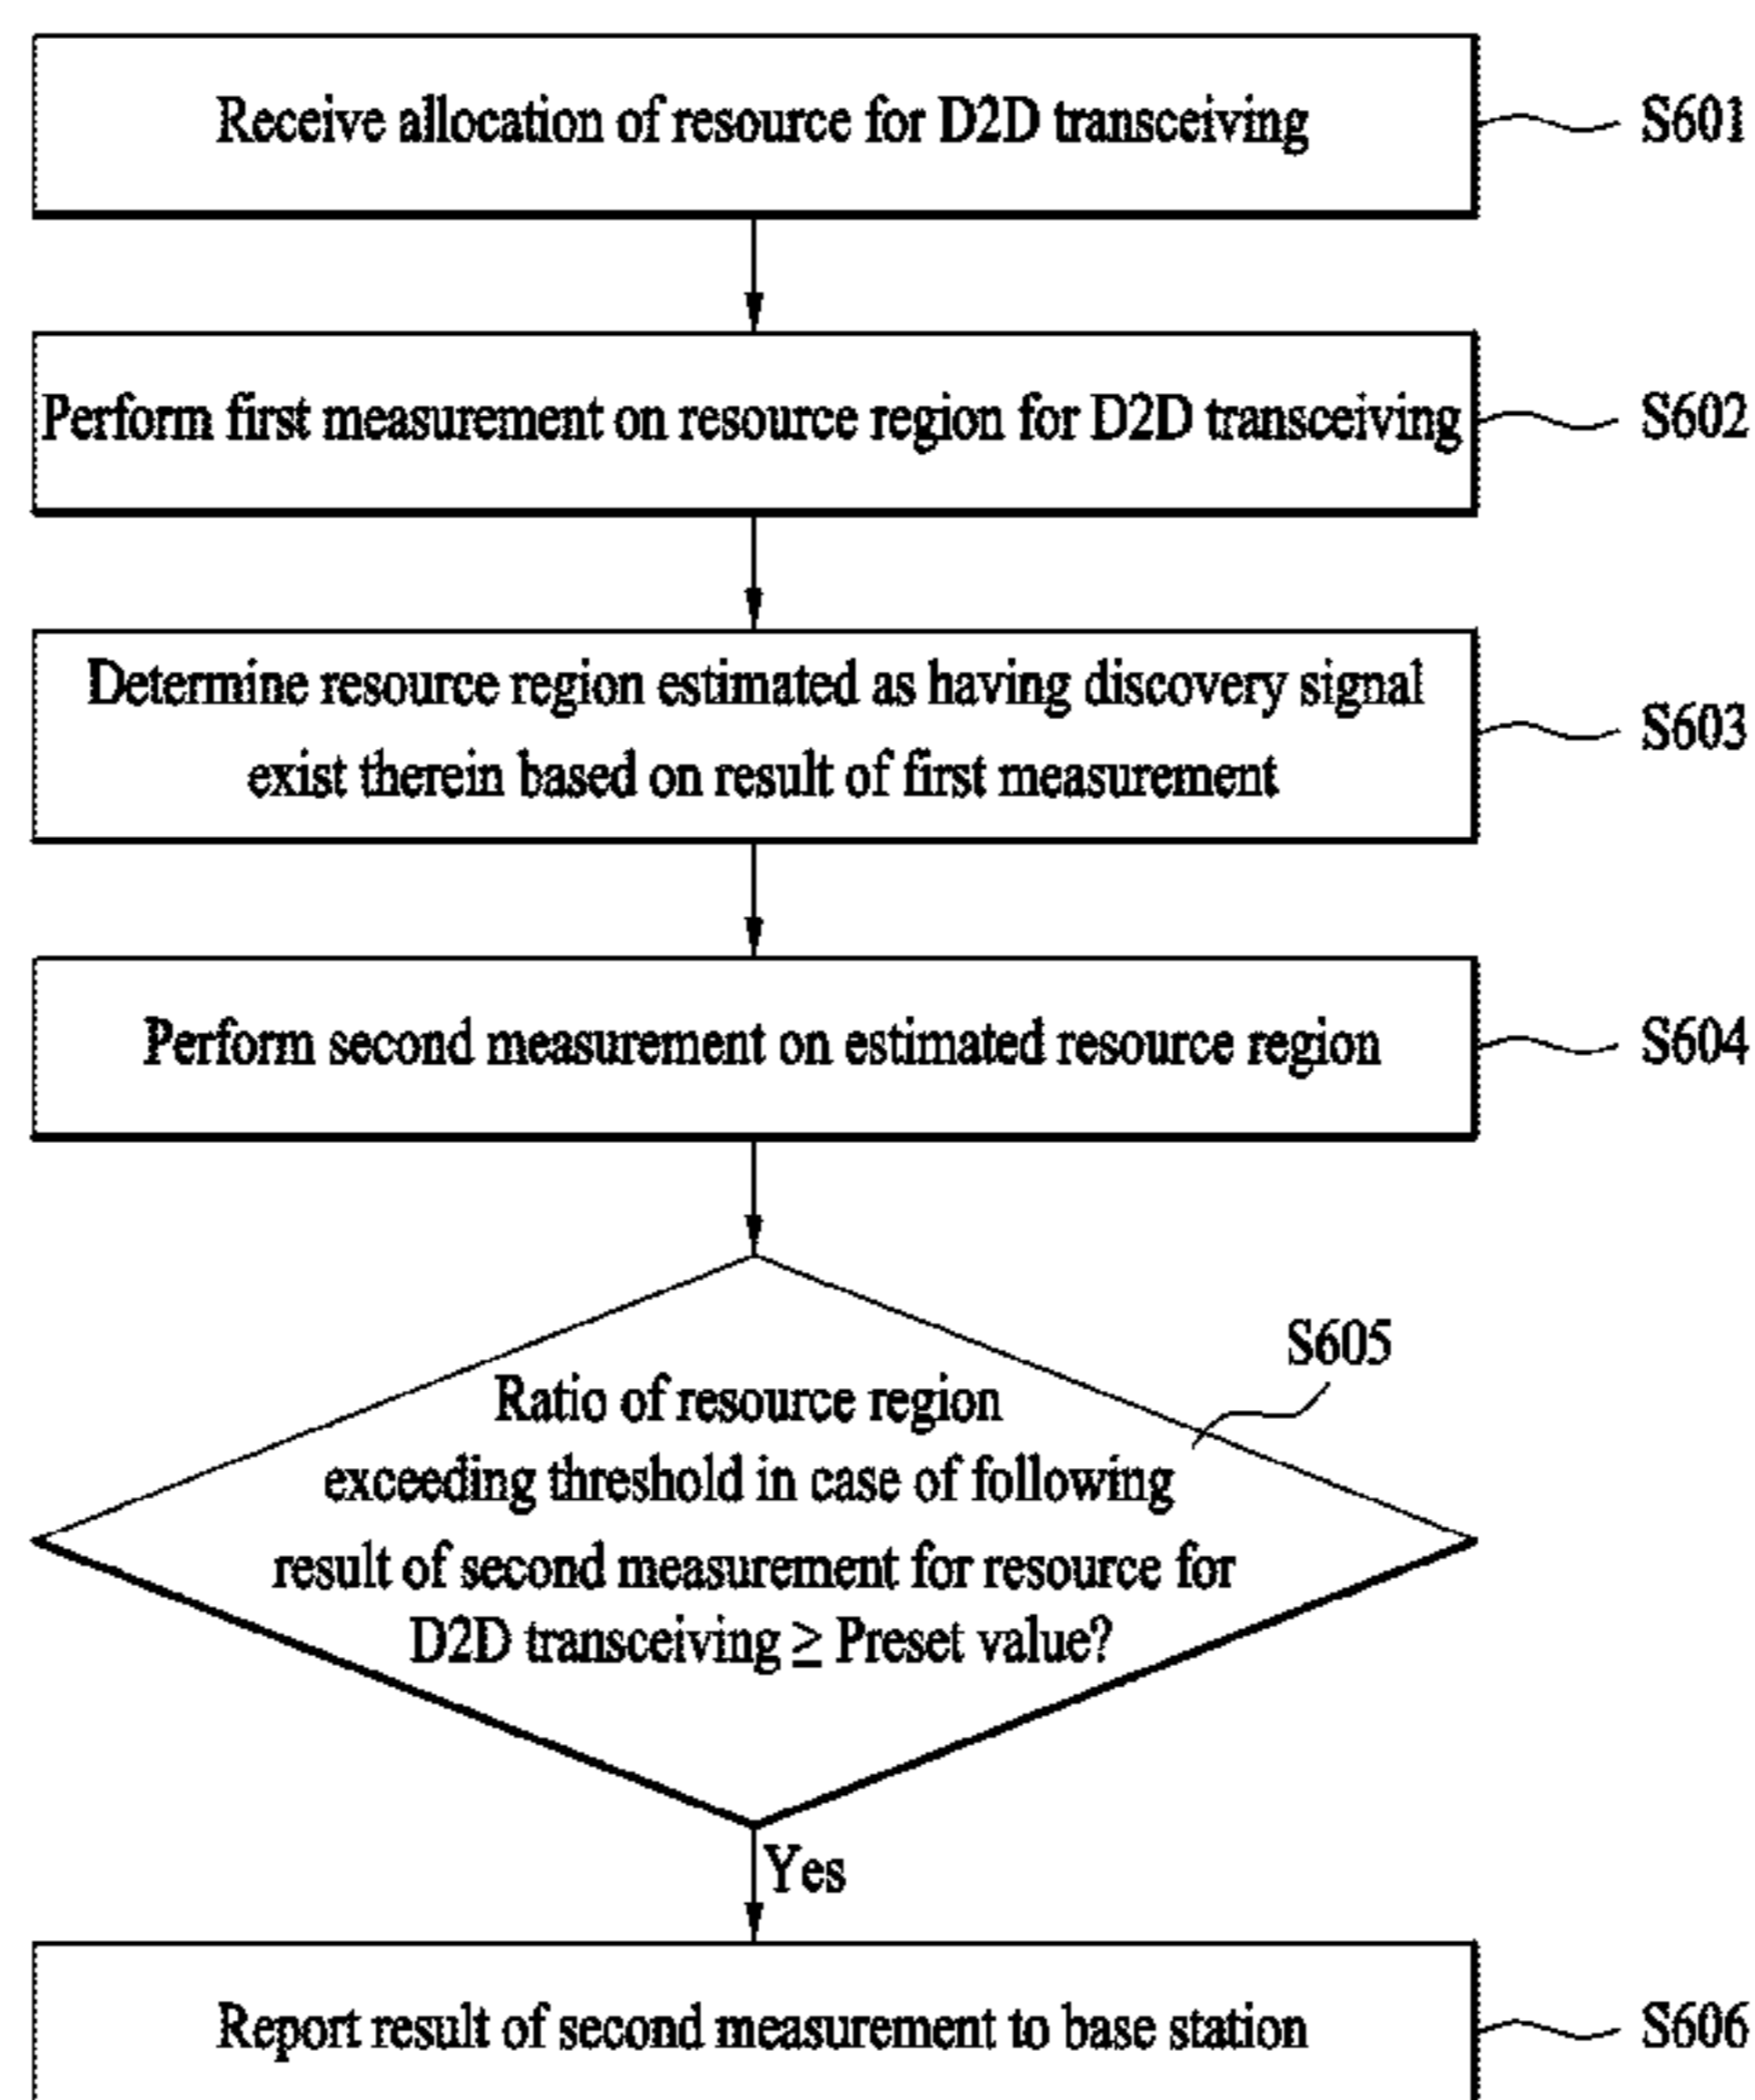 Receive allocation of resource for D2D transceiving
S601
Perform first measurement on resource region for D2D transceiving
S602
Determine resource region estimated as having discovery signal
exist therein based on result of first measurement
S603
Perform second measurement on estimated resource region
S604
S605
Ratio of resource region
exceeding threshold in case of following
result of second measurement for resource for
D2D transceiving ≥ Preset value?
Yes
Report result of second measurement to base station
S606